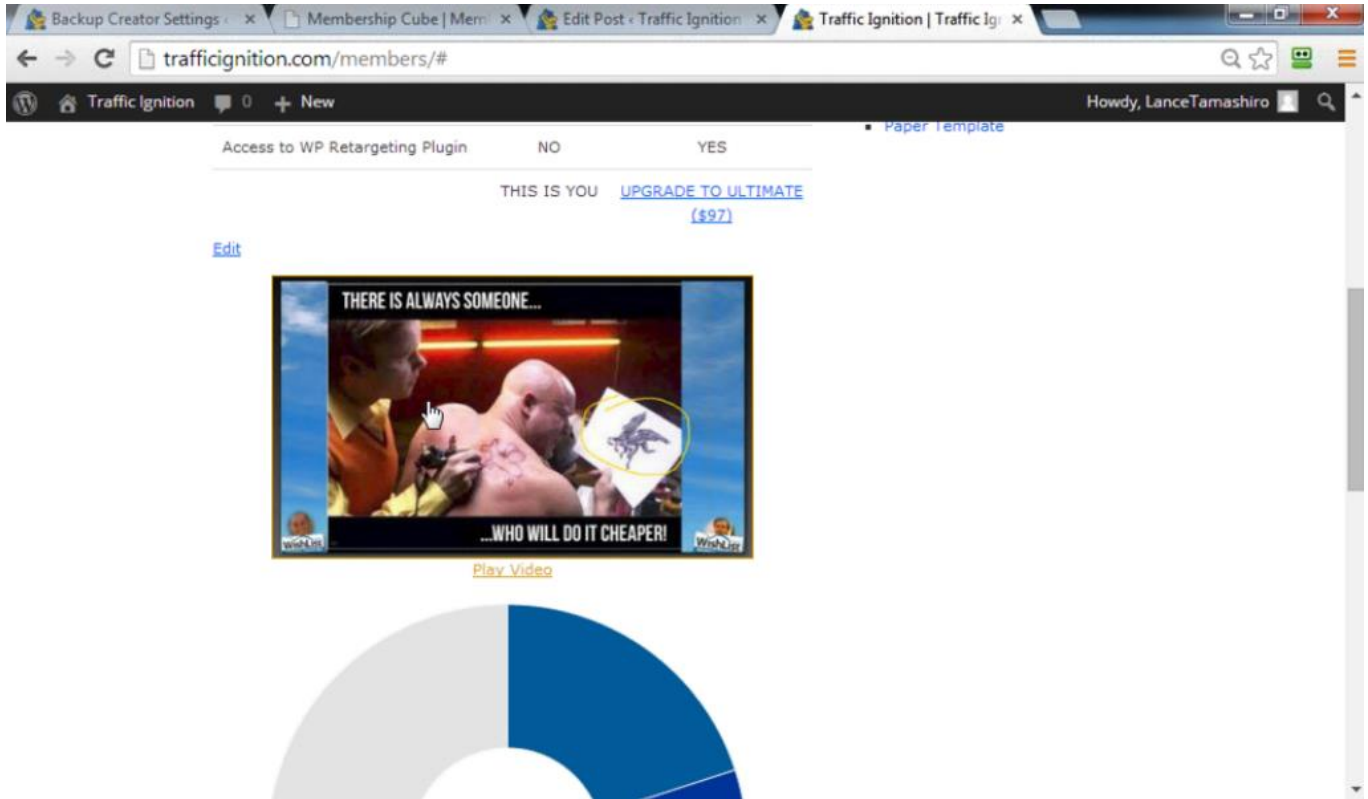 Backup Creator Settings ‹
Membership Cube | Mem
Edit Post ‹ Traffic Ignition
Traffic Ignition | Traffic Ig
trafficignition.com/members/#
Traffic Ignition 0 + New
Howdy, LanceTamashiro
Paper Template
Access to WP Retargeting Plugin NO YES
THIS IS YOU UPGRADE TO ULTIMATE
($97)
Edit
THERE IS ALWAYS SOMEONE...
...WHO WILL DO IT CHEAPER!
WishList WishList
Play Video